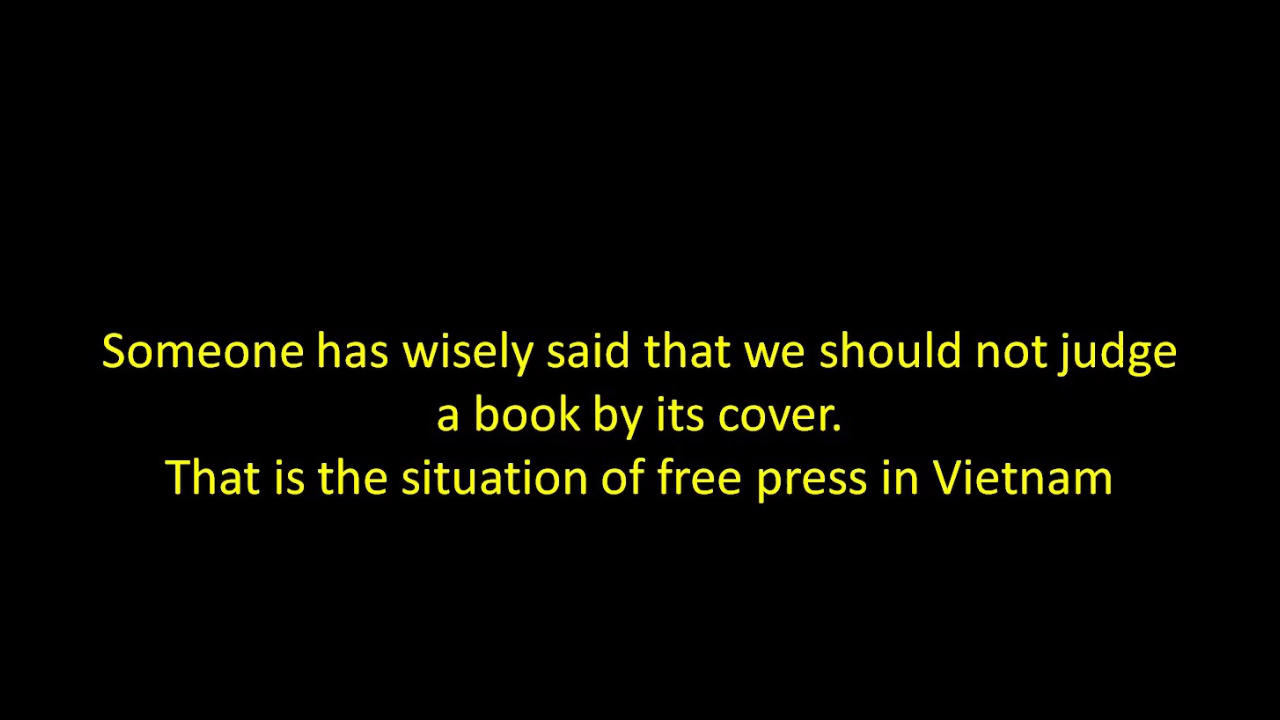 Someone has wisely said that we should not judge
a book by its cover.
That is the situation of free press in Vietnam